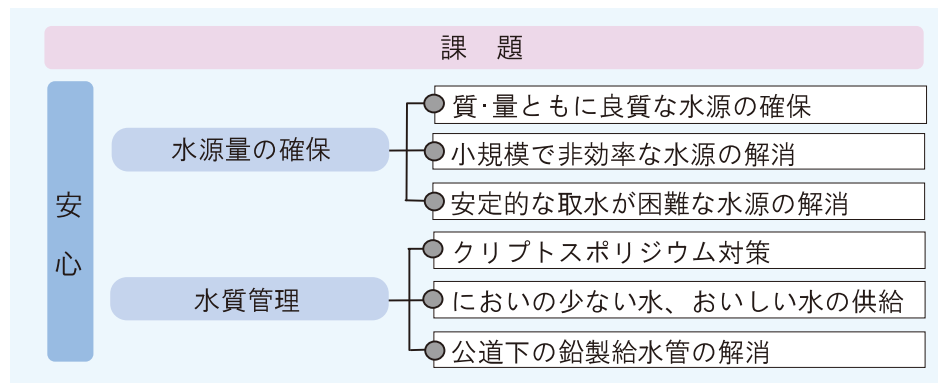 課　題
安心
水源量の確保
質・量ともに良質な水源の確保
小規模で非効率な水源の解消
安定的な取水が困難な水源の解消
水質管理
クリプトスポリジウム対策
においの少ない水、おいしい水の供給
公道下の鉛製給水管の解消